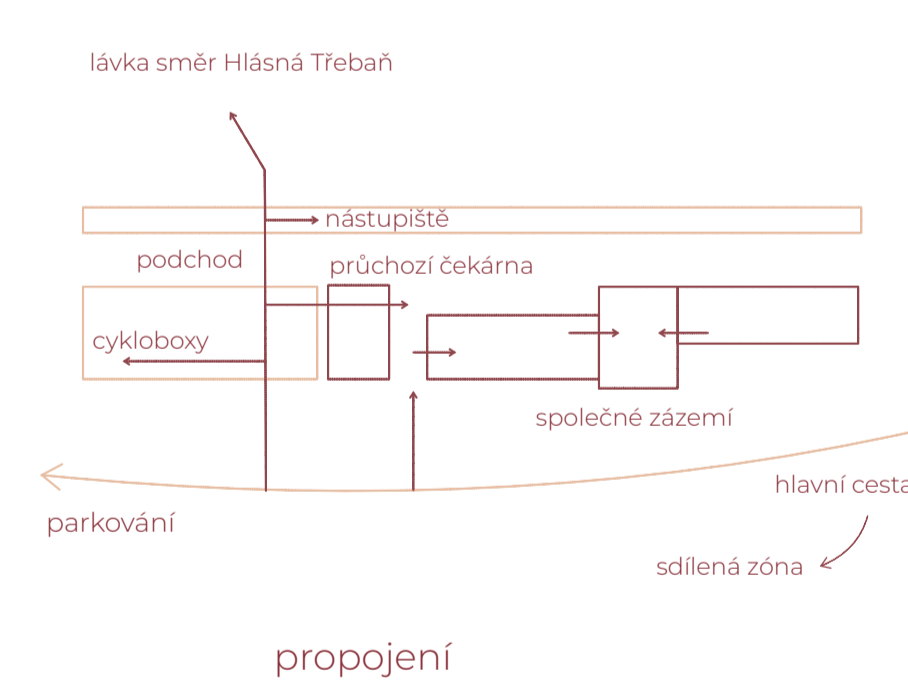 lávka směr Hlásná Třebaň
nástupiště
podchod
průchozí čekárna
cykloboxy
společné zázemí
hlavní cesta
parkování
sdílená zóna
propojení